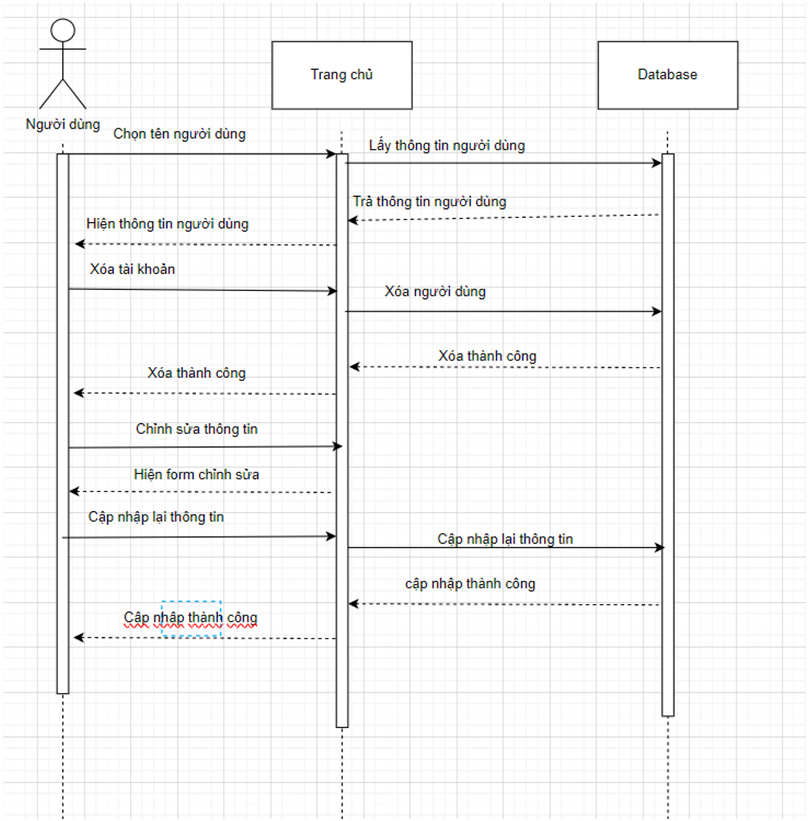 Trang chủ
Database
Người dùng
Chọn tên người dùng
Lấy thông tin người dùng
Trả thông tin người dùng
Hiện thông tin người dùng
Xóa tài khoản
Xóa người dùng
Xóa thành công
Xóa thành công
Chỉnh sửa thông tin
Hiện form chỉnh sửa
Cập nhập lại thông tin
Cập nhập lại thông tin
cập nhập thành công
Cập nhập thành công